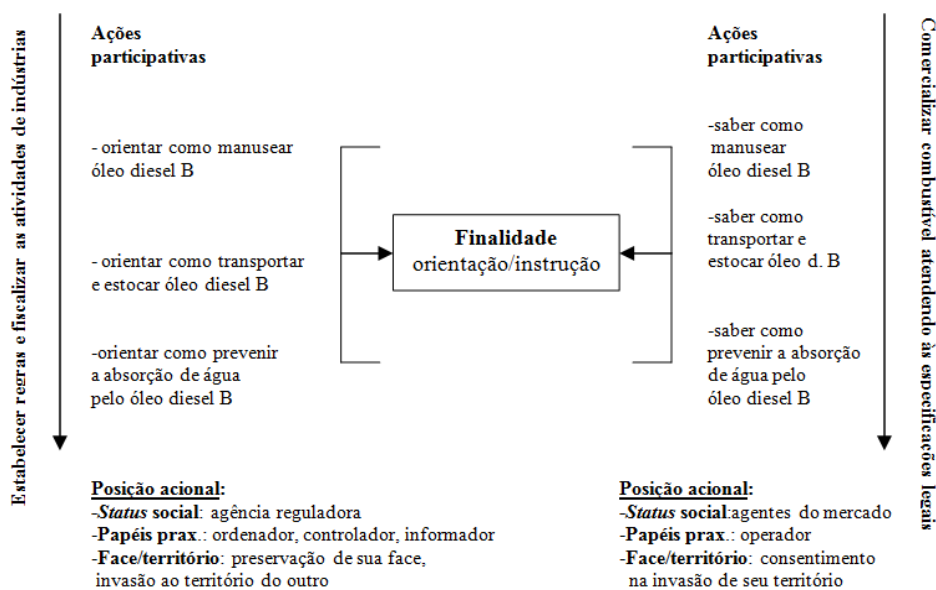 Estabelecer regras e fiscalizar as atividades de indústrias
Ações
participativas
- orientar como manusear
óleo diesel B
- orientar como transportar
e estocar óleo diesel B
-orientar como prevenir
a absorção de água
pelo óleo diesel B
Finalidade
orientação/instrução
Ações
participativas
-saber como
manusear
óleo diesel B
-saber como
transportar e
estocar óleo d. B
-saber como
prevenir a absorção
de água pelo
óleo diesel B
Comercializar combustível atendendo às especificações legais
Posição acional:
-Status social: agência reguladora
-Papéis prax.: ordenador, controlador, informador
-Face/território: preservação de sua face,
invasão ao território do outro
Posição acional:
-Status social:agentes do mercado
-Papéis prax.: operador
-Face/território: consentimento
na invasão de seu território